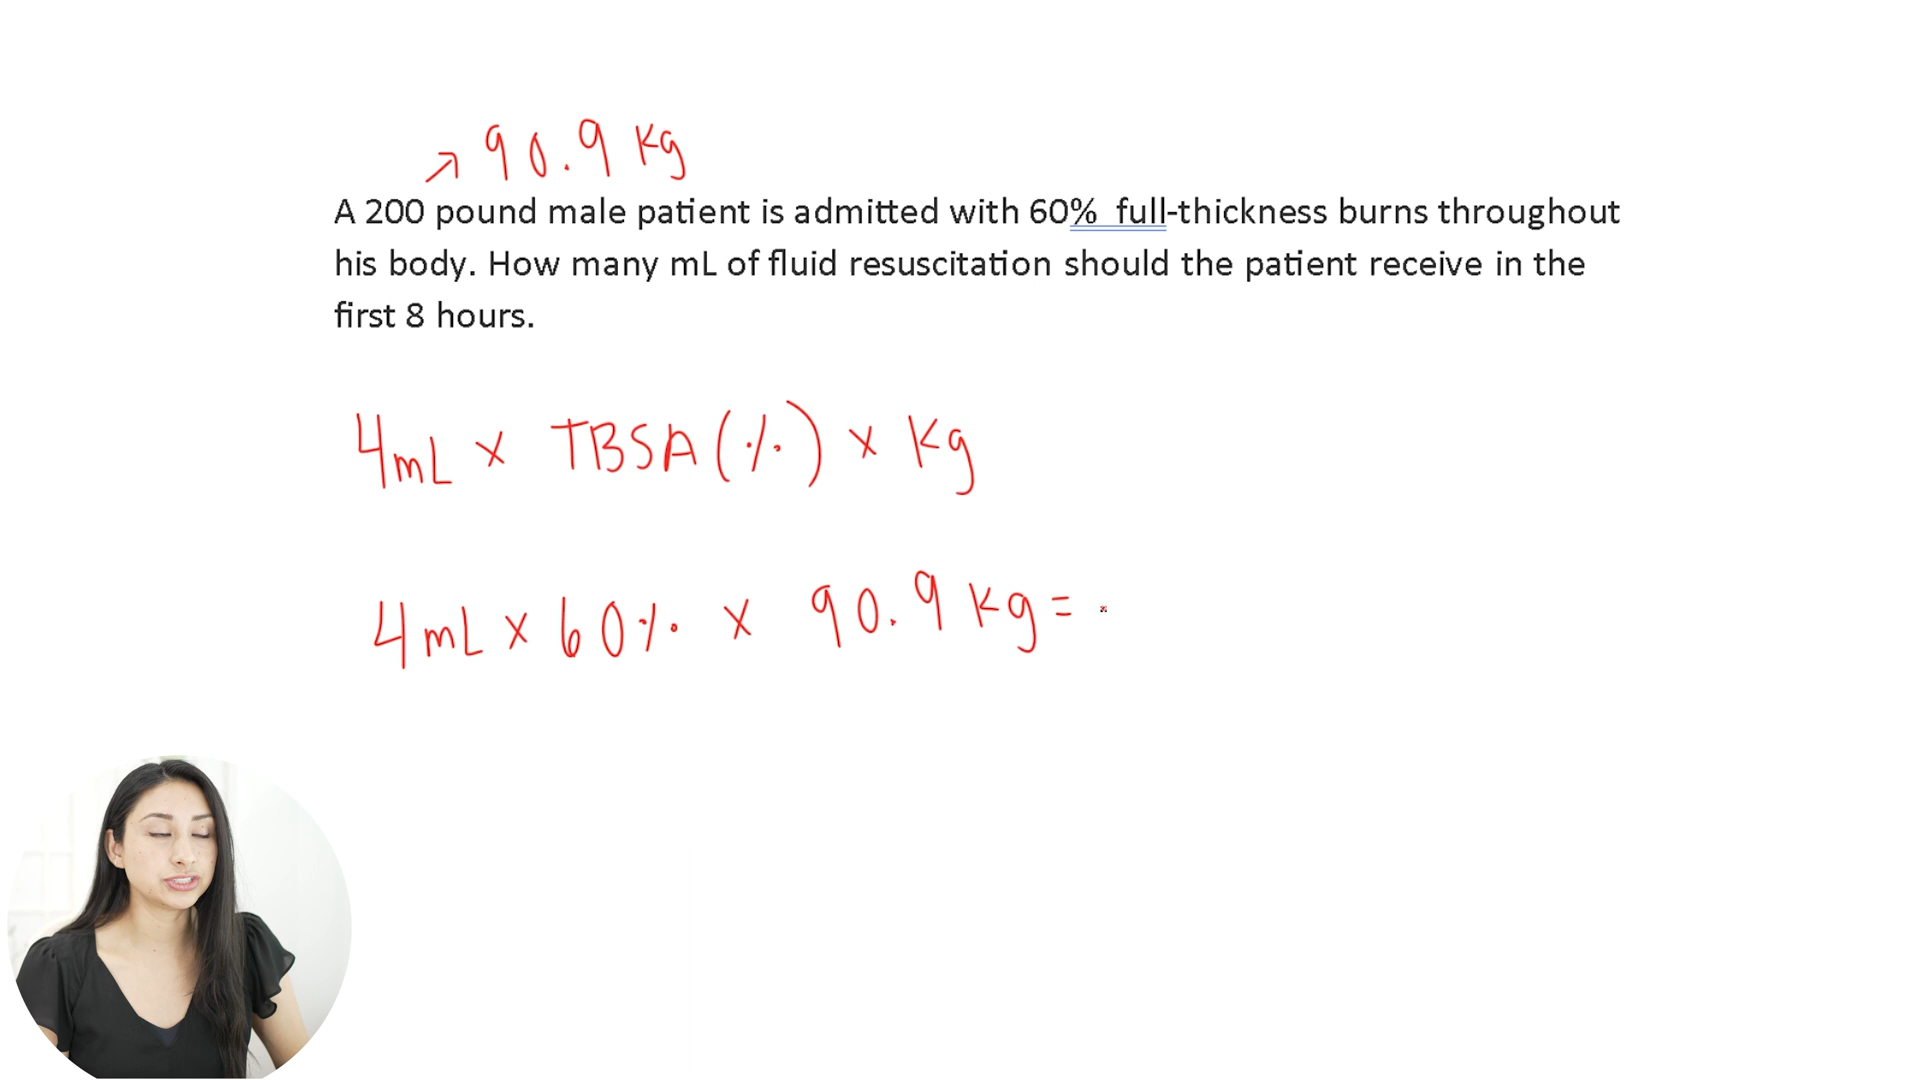 → 90.9 kg
A 200 pound male patient is admitted with 60%  full-thickness burns throughout
his body. How many mL of fluid resuscitation should the patient receive in the
first 8 hours.
4mL x TBSA (%) x kg
4mL x 60% x 90.9 kg =